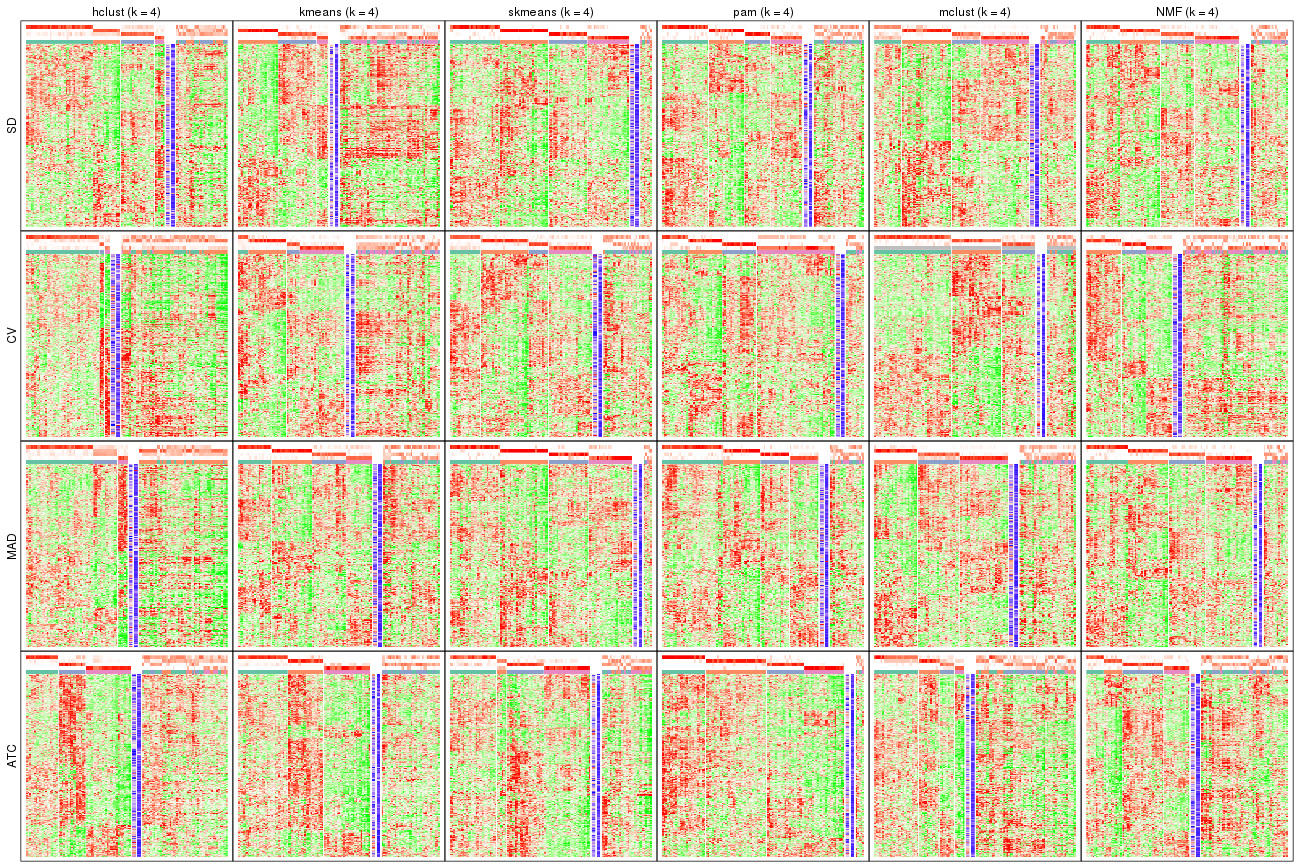 hclust (k = 4) kmeans (k = 4) skmeans (k = 4) pam (k = 4) mclust (k = 4) NMF (k = 4)
SD
CV
MAD
ATC